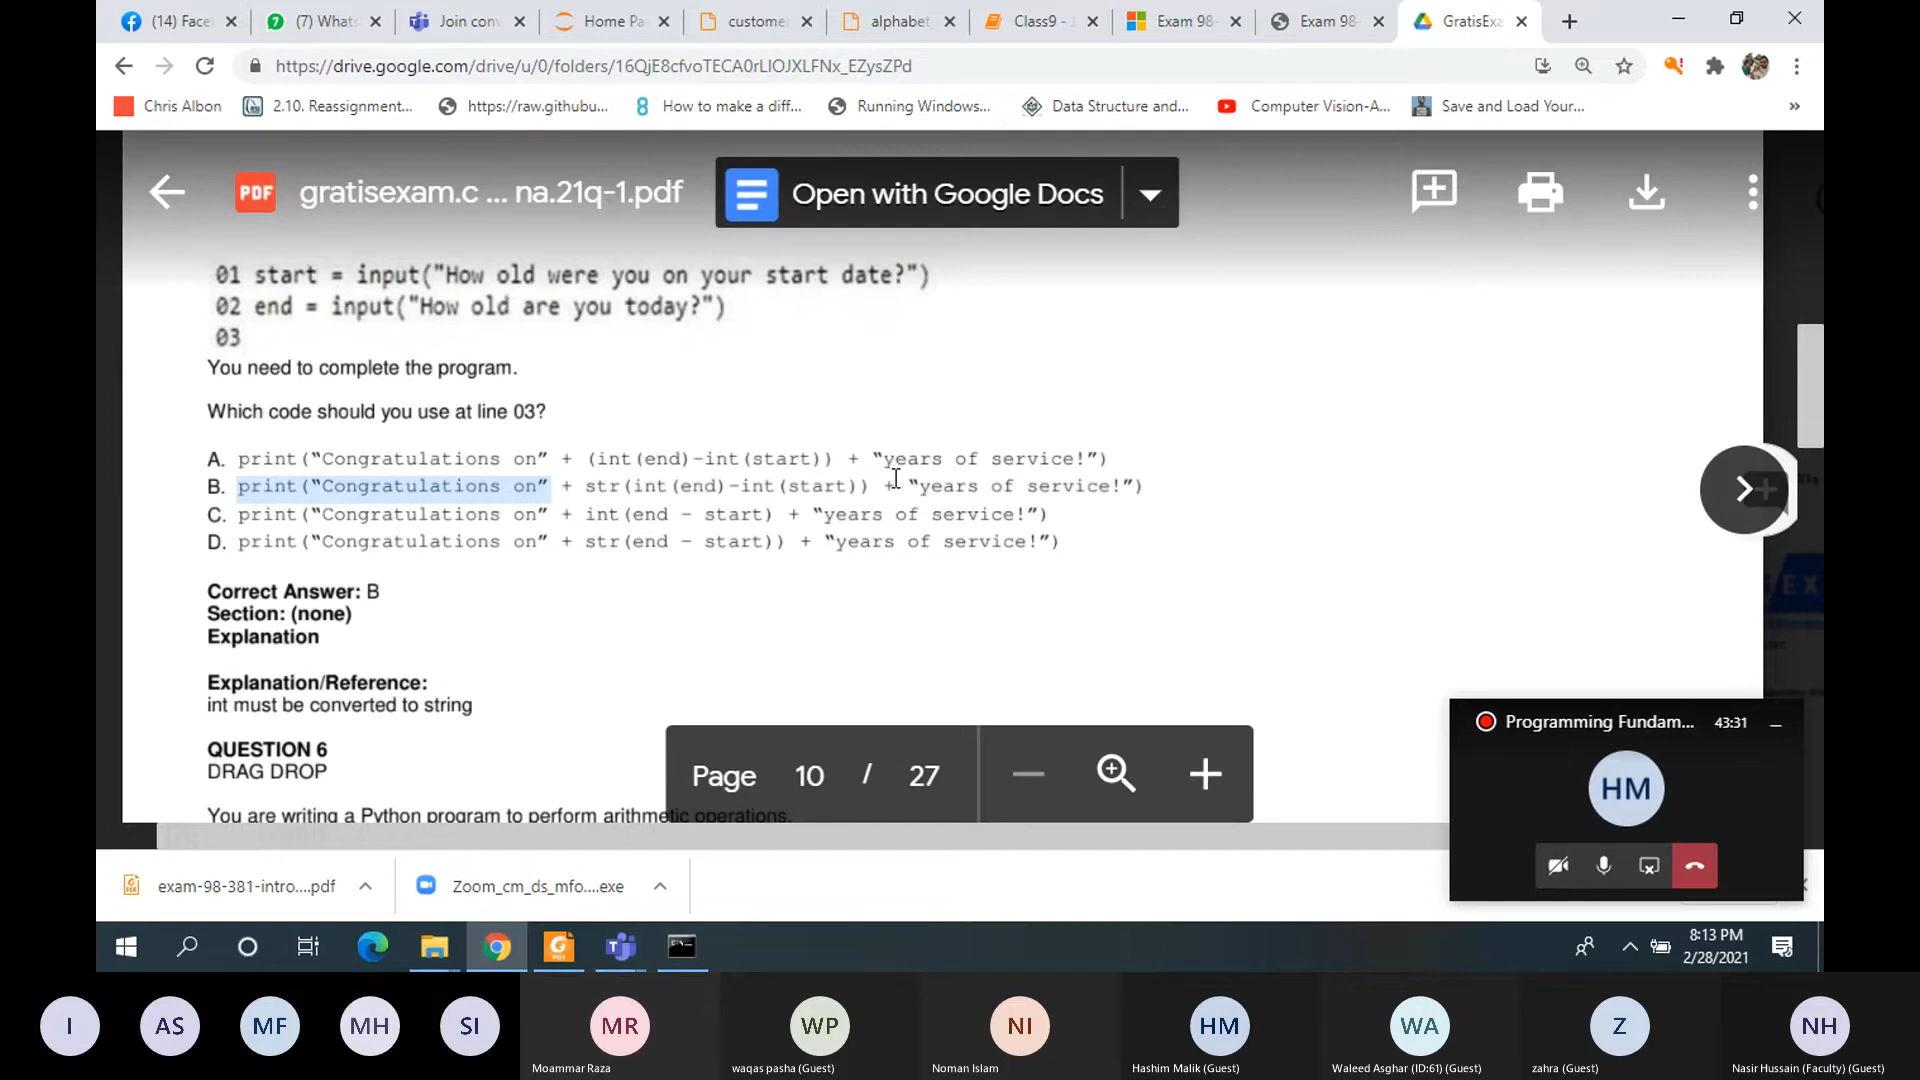 (14) Face
(7) Whats
Join con
Home Pa
custome
alphabet
Class9 -
Exam 98-
Exam 98-
GratisExa
https://drive.google.com/drive/u/0/folders/16QjE8cfvoTECA0rLIOJXLFNx_EZysZPd
Chris Albon
2.10. Reassignment...
https://raw.githubu...
How to make a diff...
Running Windows...
Data Structure and...
Computer Vision-A...
Save and Load Your...
»
PDF
gratisexam.c ... na.21q-1.pdf
Open with Google Docs
01 start = input("How old were you on your start date?")
02 end = input("How old are you today?")
03
You need to complete the program.
Which code should you use at line 03?
A. print(“Congratulations on” + (int(end)-int(start)) + “years of service!”)
B. print(“Congratulations on” + str(int(end)-int(start)) + “years of service!”)
C. print(“Congratulations on” + int(end - start) + “years of service!”)
D. print(“Congratulations on” + str(end - start)) + “years of service!”)
Correct Answer: B
Section: (none)
Explanation
Explanation/Reference:
int must be converted to string
QUESTION 6
DRAG DROP
You are writing a Python program to perform arithmetic operations.
Page 10 / 27
Programming Fundam... 43:31
HM
exam-98-381-intro....pdf
Zoom_cm_ds_mfo....exe
8:13 PM
2/28/2021
I
AS
MF
MH
SI
MR
WP
NI
HM
WA
Z
NH
Moammar Raza
waqas pasha (Guest)
Noman Islam
Hashim Malik (Guest)
Waleed Asghar (ID:61) (Guest)
zahra (Guest)
Nasir Hussain (Faculty) (Guest)